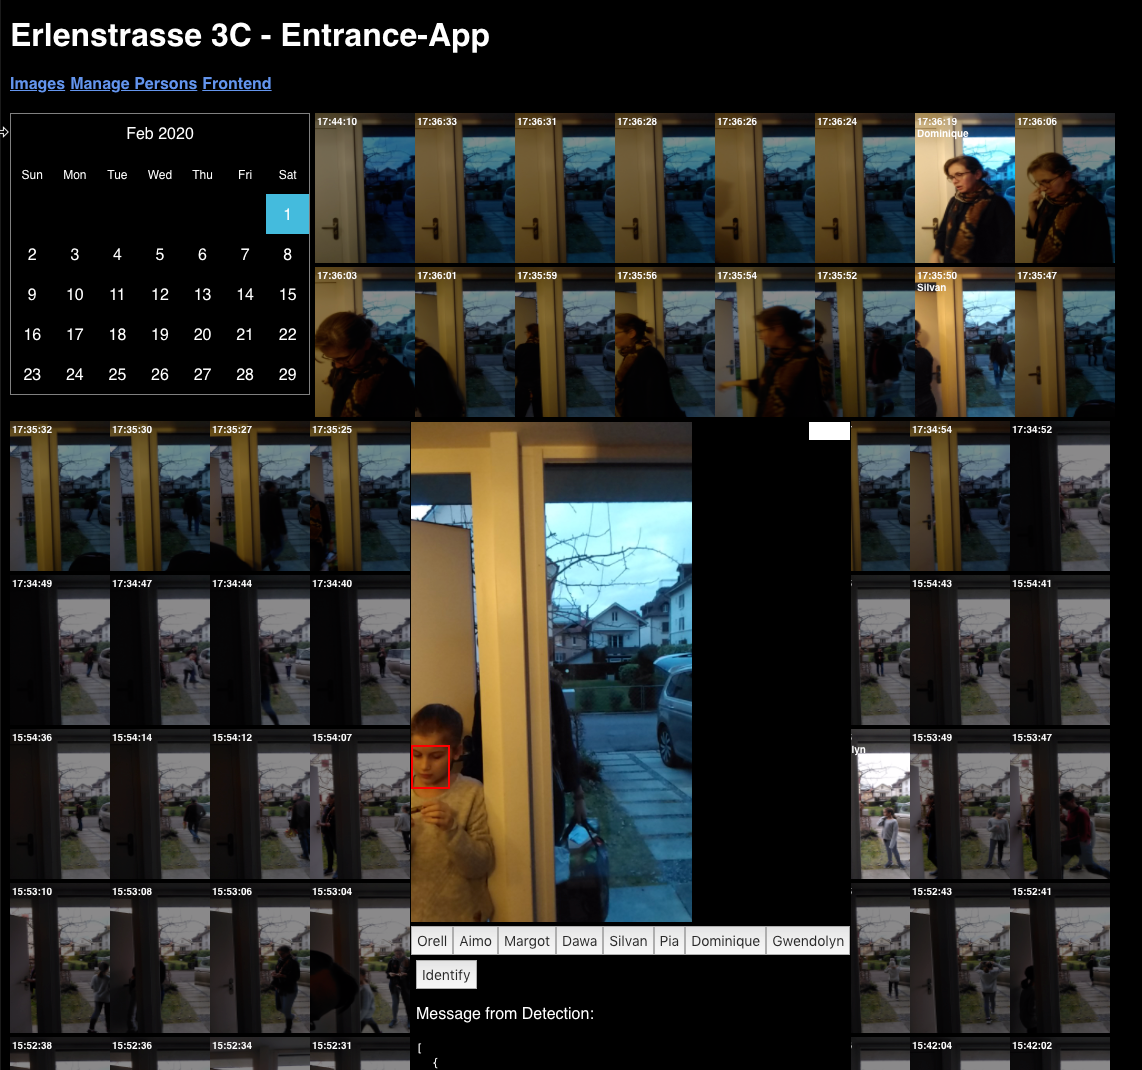 Erlenstrasse 3C - Entrance-App
Images Manage Persons Frontend
Feb 2020
Sun Mon Tue Wed Thu Fri Sat
1
2 3 4 5 6 7 8
9 10 11 12 13 14 15
16 17 18 19 20 21 22
23 24 25 26 27 28 29
17:44:10 17:36:33 17:36:31 17:36:28 17:36:26 17:36:24 17:36:19 17:36:06
Dominique
17:36:03 17:36:01 17:35:59 17:35:56 17:35:54 17:35:52 17:35:50 17:35:47
Silvan
17:35:32 17:35:30 17:35:27 17:35:25 17:34:54 17:34:52
17:34:49 17:34:47 17:34:44 17:34:40 15:54:43 15:54:41
15:54:36 15:54:14 15:54:12 15:54:07 15:53:49 15:53:47
lyn
15:53:10 15:53:08 15:53:06 15:53:04 15:52:43 15:52:41
Orell Aimo Margot Dawa Silvan Pia Dominique Gwendolyn
Identify
Message from Detection:
[
{
15:52:38 15:52:36 15:52:34 15:52:31 15:42:04 15:42:02